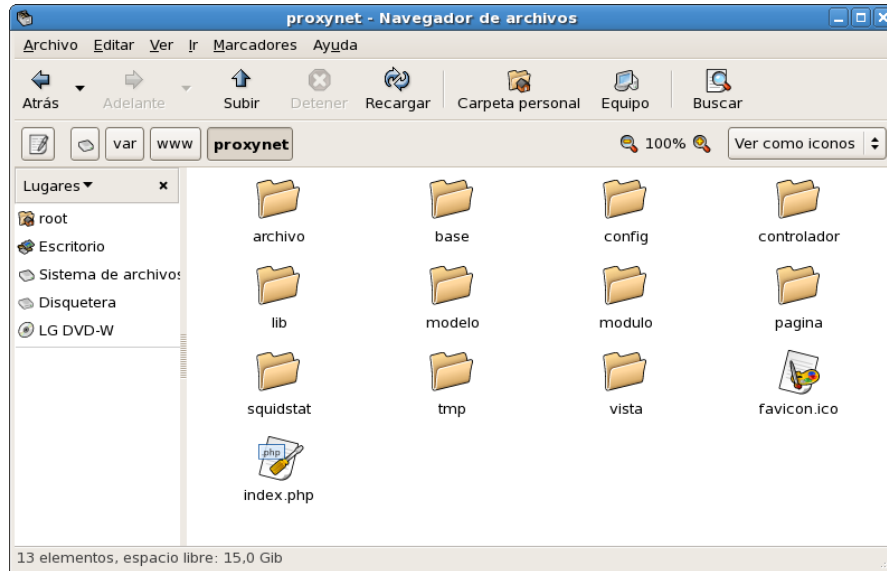 proxynet - Navegador de archivos
Archivo Editar Ver Ir Marcadores Ayuda
Atrás Adelante Subir Detener Recargar Carpeta personal Equipo Buscar
var www proxynet 100% Ver como iconos
Lugares
root
Escritorio
Sistema de archivos
Disquetera
LG DVD-W
archivo base config controlador
lib modelo modulo pagina
squidstat tmp vista favicon.ico
.php
index.php
13 elementos, espacio libre: 15,0 Gib